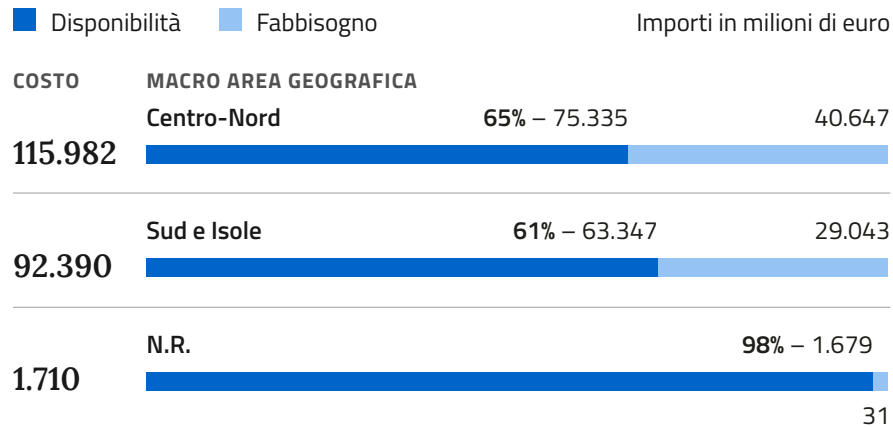 Disponibilità Fabbisogno Importi in milioni di euro
COSTO MACRO AREA GEOGRAFICA
Centro-Nord 65% – 75.335 40.647
115.982
Sud e Isole 61% – 63.347 29.043
92.390
N.R. 98% – 1.679
1.710
31